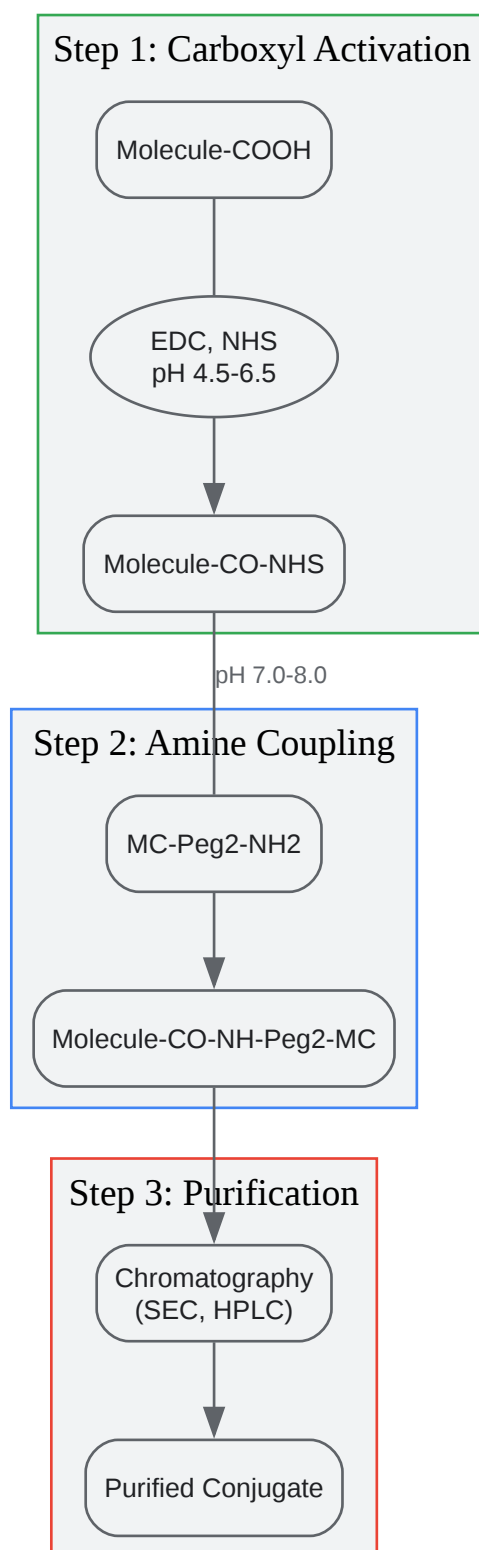 Step 1: Carboxyl Activation
Molecule-COOH
EDC, NHS
pH 4.5-6.5
Molecule-CO-NHS
pH 7.0-8.0
Step 2: Amine Coupling
MC-Peg2-NH2
Molecule-CO-NH-Peg2-MC
Step 3: Purification
Chromatography
(SEC, HPLC)
Purified Conjugate